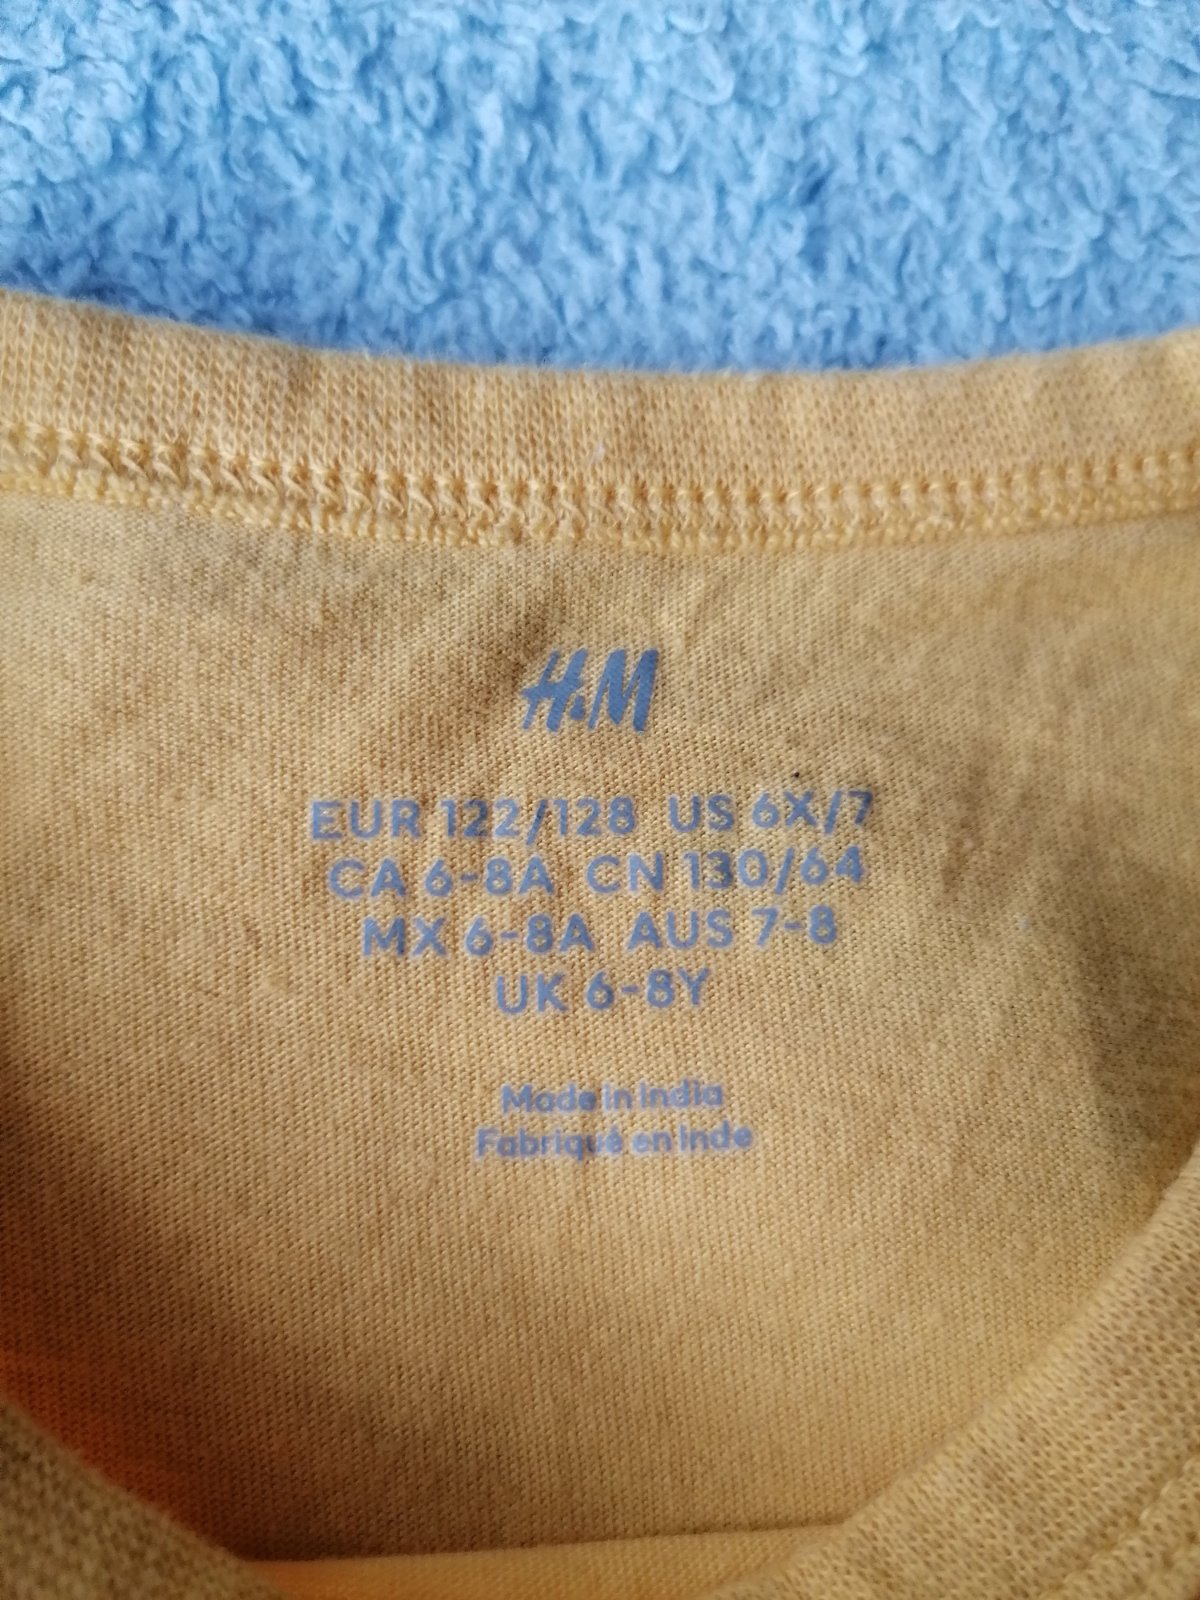 H&M
EUR 122/128 US 6X/7
CA 6-8A CN 130/64
MX 6-8A AUS 7-8
UK 6-8Y
Made in India
Fabriqué en Inde